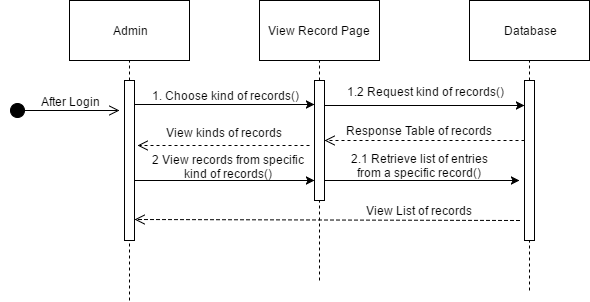 Admin
View Record Page
Database
After Login
1. Choose kind of records()
1.2 Request kind of records()
View kinds of records
Response Table of records
2 View records from specific
kind of records()
2.1 Retrieve list of entries
from a specific record()
View List of records